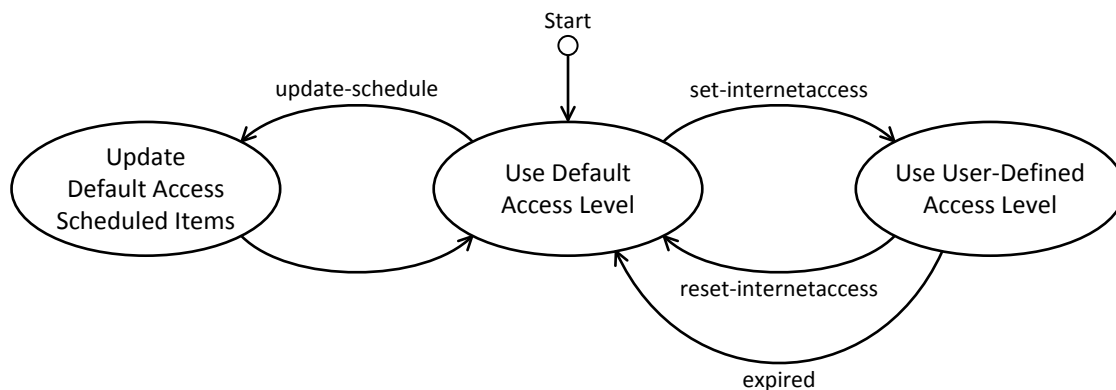 Start
update-schedule
set-internetaccess
Update
Default Access
Scheduled Items
Use Default
Access Level
Use User-Defined
Access Level
reset-internetaccess
expired